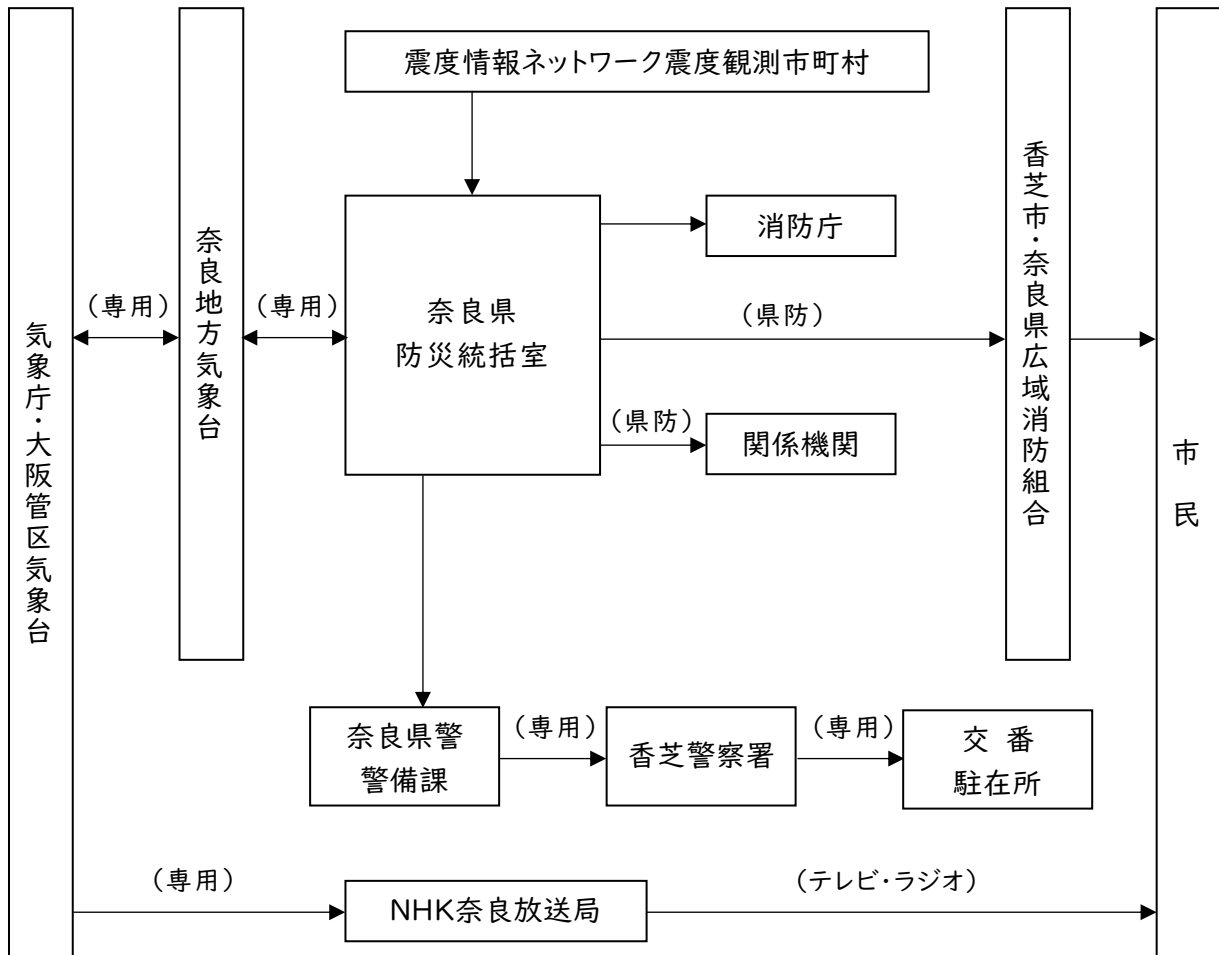 震度情報ネットワーク震度観測市町村
気象庁・大阪管区気象台
(専用)
奈良地方気象台
(専用)
奈良県
防災統括室
消防庁
(県防)
(県防)
関係機関
香芝市・奈良県広域消防組合
市民
奈良県警
警備課
(専用)
香芝警察署
(専用)
交番
駐在所
(専用)
NHK奈良放送局
(テレビ・ラジオ)